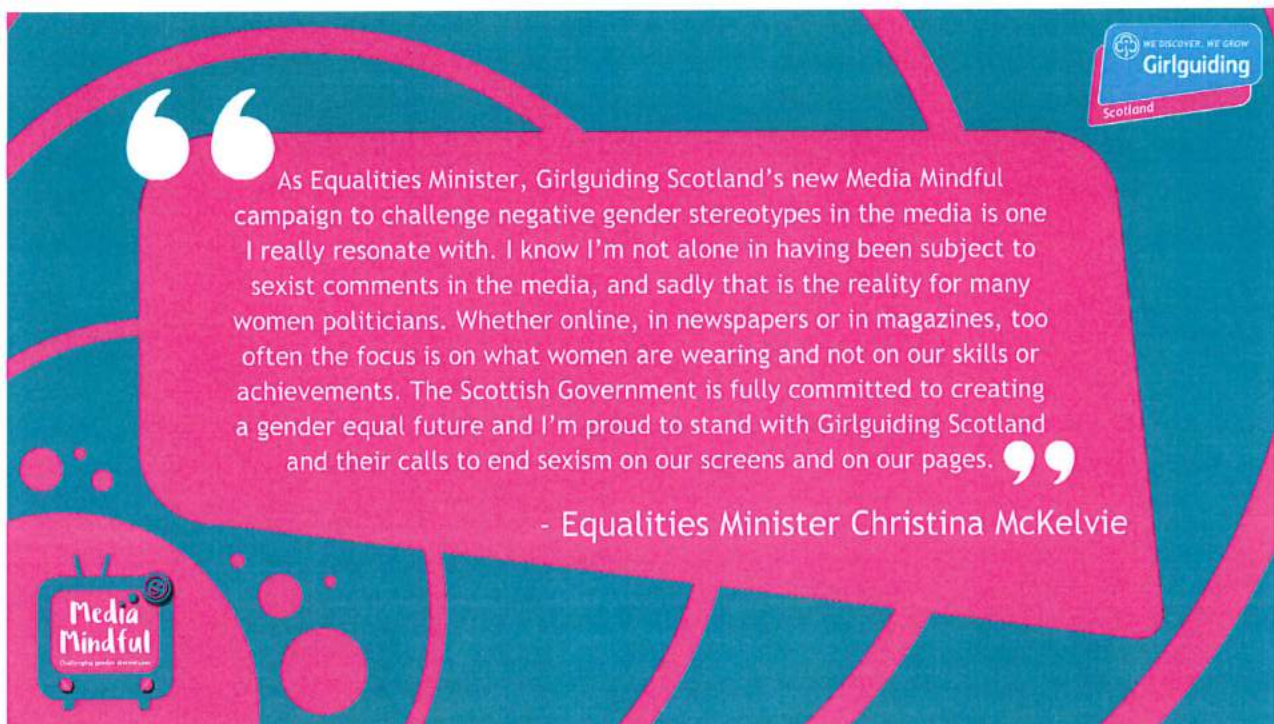 WE DISCOVER, WE GROW
Girlguiding
Scotland
“
As Equalities Minister, Girlguiding Scotland's new Media Mindful
campaign to challenge negative gender stereotypes in the media is one
I really resonate with. I know I'm not alone in having been subject to
sexist comments in the media, and sadly that is the reality for many
women politicians. Whether online, in newspapers or in magazines, too
often the focus is on what women are wearing and not on our skills or
achievements. The Scottish Government is fully committed to creating
a gender equal future and I'm proud to stand with Girlguiding Scotland
and their calls to end sexism on our screens and on our pages. ”
- Equalities Minister Christina McKelvie
Media
Mindful
Challenging gender stereotypes